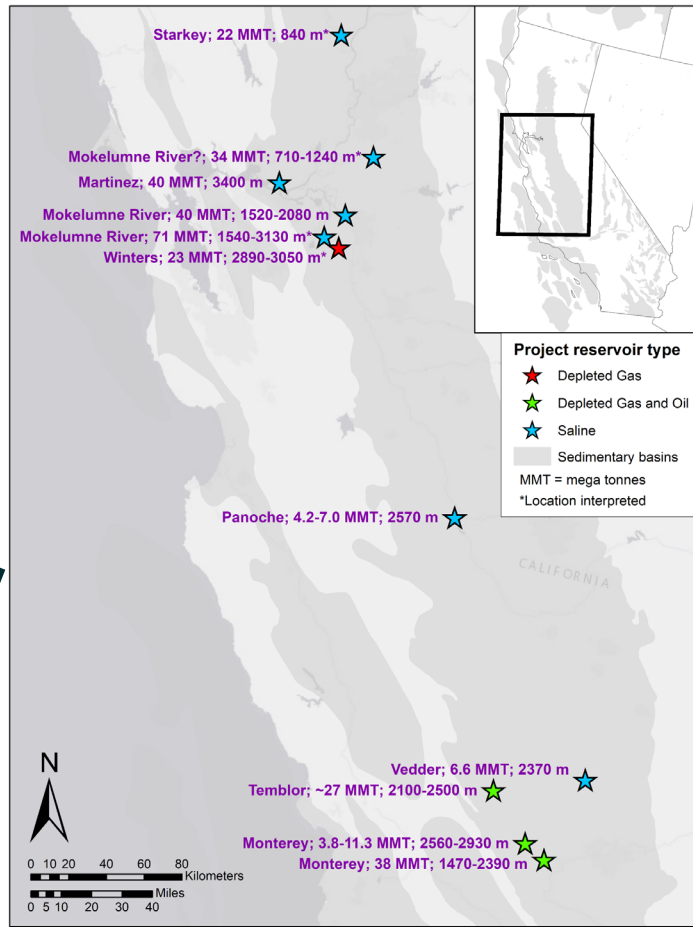 Starkey; 22 MMT; 840 m*
Mokelumne River?; 34 MMT; 710-1240 m*
Martinez; 40 MMT; 3400 m
Mokelumne River; 40 MMT; 1520-2080 m
Mokelumne River; 71 MMT; 1540-3130 m*
Winters; 23 MMT; 2890-3050 m*
Project reservoir type
Depleted Gas
Depleted Gas and Oil
Saline
Sedimentary basins
MMT = mega tonnes
*Location interpreted
Panoche; 4.2-7.0 MMT; 2570 m
CALIFORNIA
Vedder; 6.6 MMT; 2370 m
Temblor; ~27 MMT; 2100-2500 m
Monterey; 3.8-11.3 MMT; 2560-2930 m
Monterey; 38 MMT; 1470-2390 m
N
0 10 20 40 60 80
Kilometers
Miles
0 5 10 20 30 40